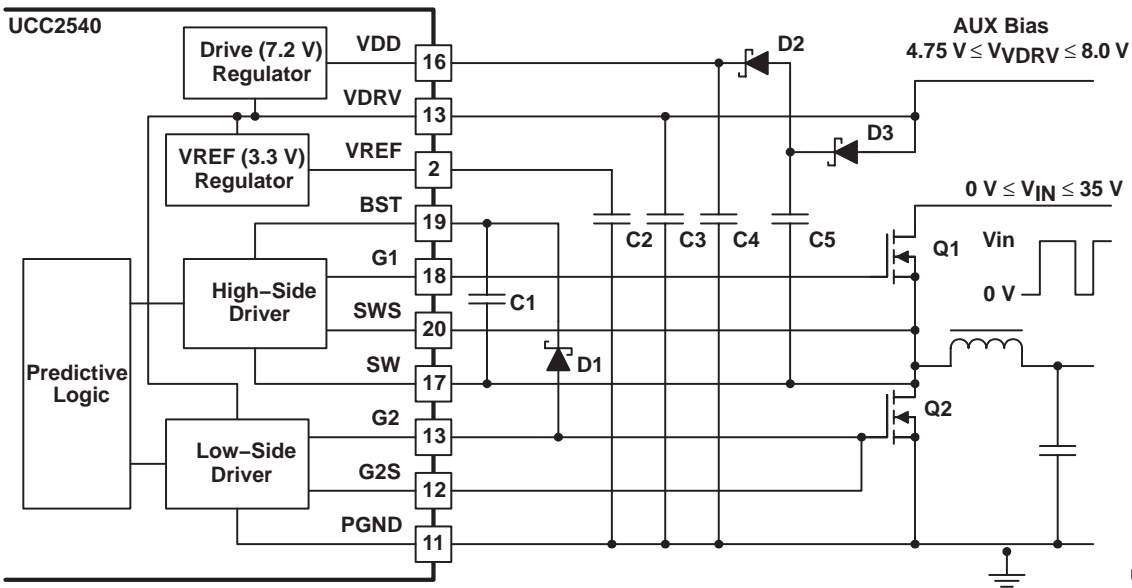 UCC2540
Drive (7.2 V)
Regulator
VDD
16
VDRV
13
VREF (3.3 V)
Regulator
VREF
2
BST
19
G1
18
High−Side
Driver
SWS
20
SW
17
Predictive
Logic
G2
13
Low−Side
Driver
G2S
12
PGND
11
C1
D1
C2
C3
C4
C5
D2
D3
AUX Bias
4.75 V ≤ VVDRV ≤ 8.0 V
0 V ≤ VIN ≤ 35 V
Q1
Vin
0 V
Q2